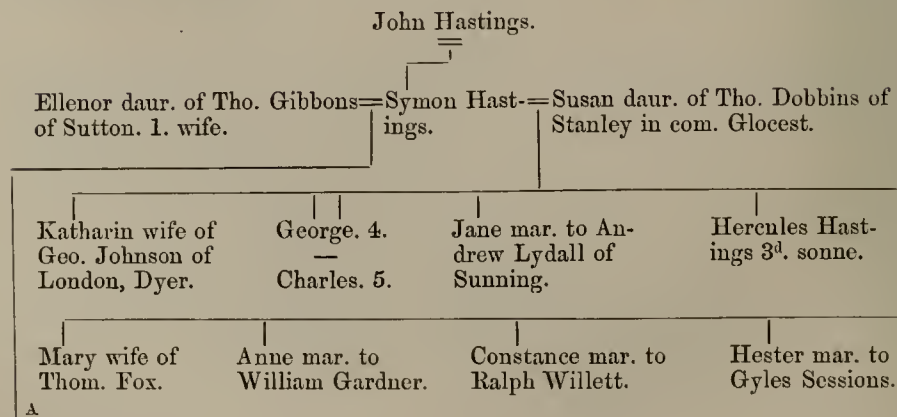 John Hastings.
Ellenor daur. of Tho. Gibbons=Symon Hast-=Susan daur. of Tho. Dobbins of
of Sutton. 1. wife. ings. Stanley in com. Glocest.
Katharin wife of George. 4. Jane mar. to An- Hercules Hast-
Geo. Johnson of — drew Lydall of ings 3d. sonne.
London, Dyer. Charles. 5. Sunning.
Mary wife of Anne mar. to Constance mar. to Hester mar. to
Thom. Fox. William Gardner. Ralph Willett. Gyles Sessions.
A